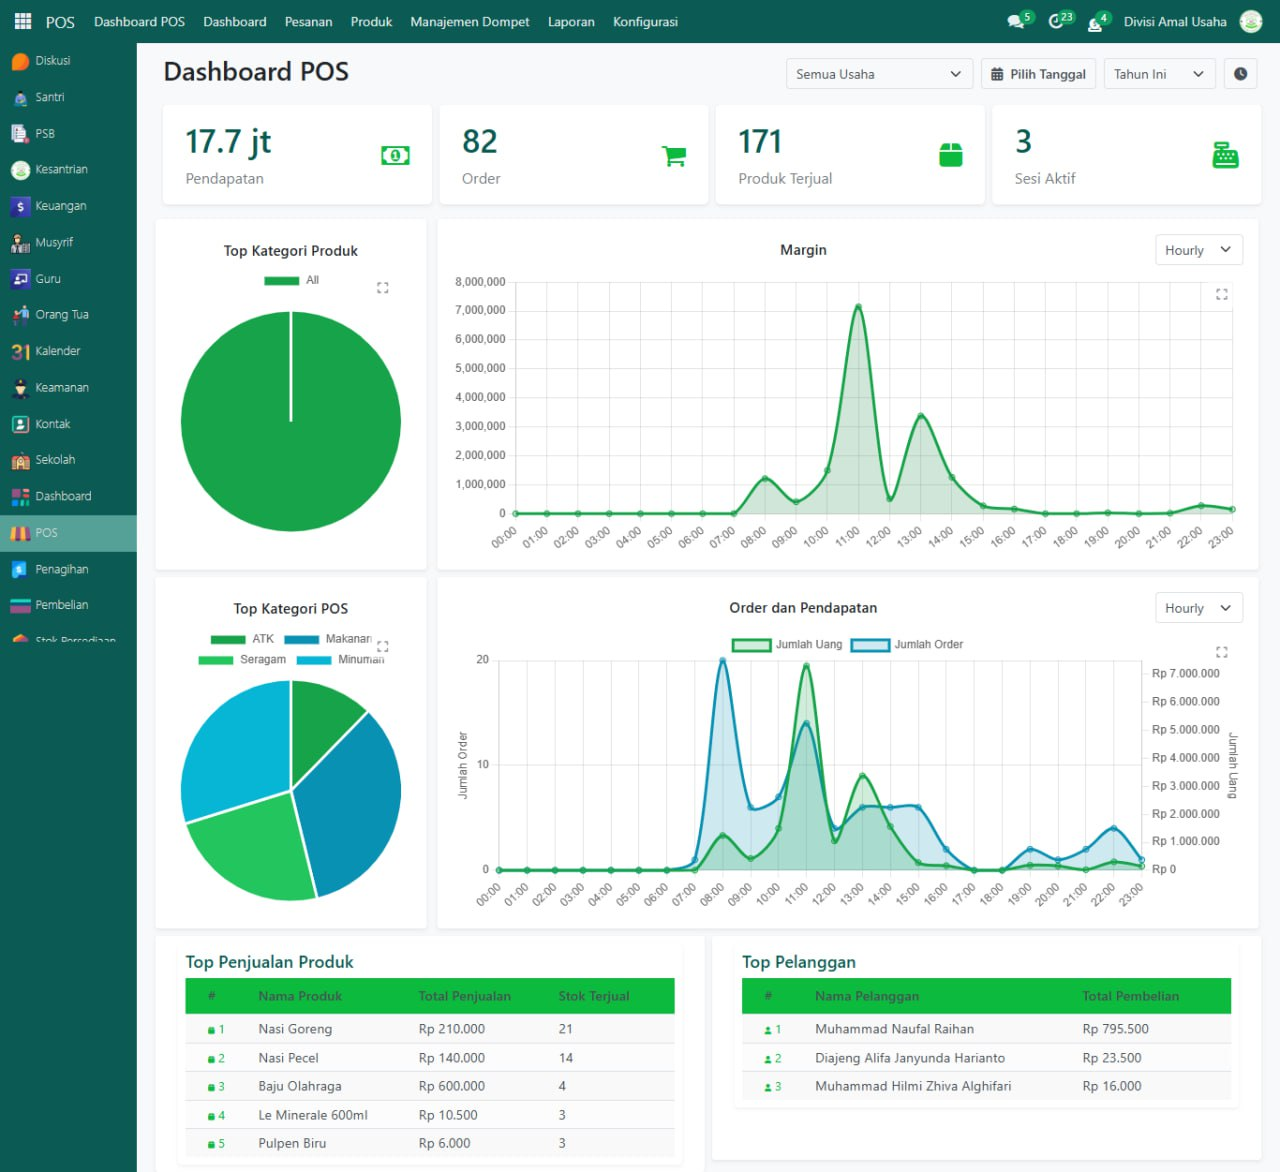 POS Dashboard POS Dashboard Pesanan Produk Manajemen Dompet Laporan Konfigurasi 5 23 4 Divisi Amal Usaha
Diskusi
Santri
PSB
Kesantrian
Keuangan
Musyrif
Guru
Orang Tua
31 Kalender
Keamanan
Kontak
Sekolah
Dashboard
POS
Penagihan
Pembelian
Stok Persediaan
Dashboard POS
Semua Usaha Pilih Tanggal Tahun Ini
17.7 jt
Pendapatan
82
Order
171
Produk Terjual
3
Sesi Aktif
Top Kategori Produk
All
Margin
Hourly
8,000,000
7,000,000
6,000,000
5,000,000
4,000,000
3,000,000
2,000,000
1,000,000
0
00:00 01:00 02:00 03:00 04:00 05:00 06:00 07:00 08:00 09:00 10:00 11:00 12:00 13:00 14:00 15:00 16:00 17:00 18:00 19:00 20:00 21:00 22:00 23:00
Top Kategori POS
ATK Makanan
Seragam Minuman
Order dan Pendapatan
Hourly
Jumlah Uang Jumlah Order
Jumlah Order
20
10
0
Rp 7.000.000
Rp 6.000.000
Rp 5.000.000
Rp 4.000.000
Rp 3.000.000
Rp 2.000.000
Rp 1.000.000
Rp 0
Jumlah Uang
00:00 01:00 02:00 03:00 04:00 05:00 06:00 07:00 08:00 09:00 10:00 11:00 12:00 13:00 14:00 15:00 16:00 17:00 18:00 19:00 20:00 21:00 22:00 23:00
Top Penjualan Produk
# Nama Produk Total Penjualan Stok Terjual
1 Nasi Goreng Rp 210.000 21
2 Nasi Pecel Rp 140.000 14
3 Baju Olahraga Rp 600.000 4
4 Le Minerale 600ml Rp 10.500 3
5 Pulpen Biru Rp 6.000 3
Top Pelanggan
# Nama Pelanggan Total Pembelian
1 Muhammad Naufal Raihan Rp 795.500
2 Diajeng Alifa Janyunda Harianto Rp 23.500
3 Muhammad Hilmi Zhiva Alghifari Rp 16.000